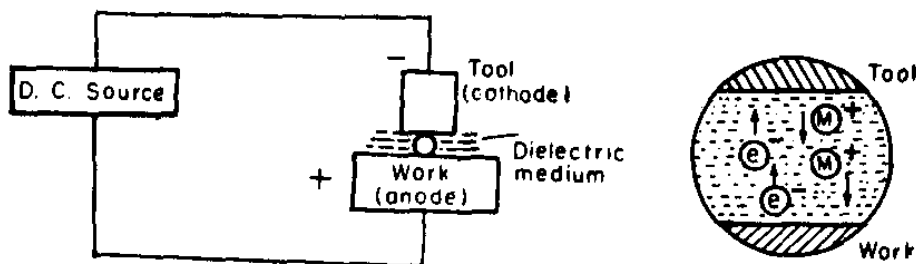 D. C. Source
−
Tool
(cathode)
Dielectric
medium
+
Work
(anode)
Tool
M +
e −
M +
e −
Work